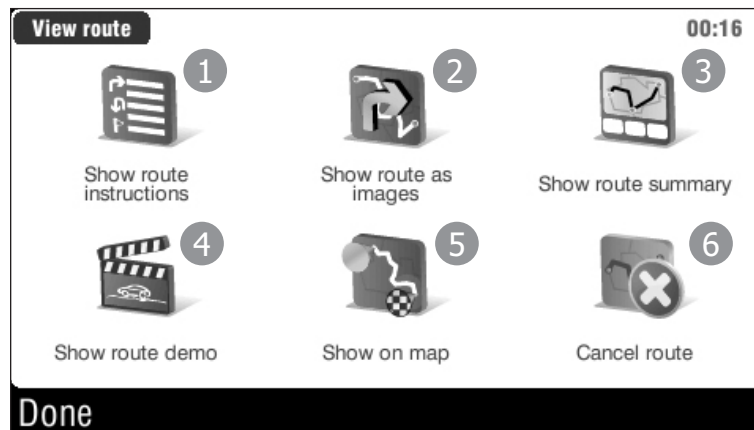 View route
00:16
1
2
3
Show route
instructions
Show route as
images
Show route summary
4
5
6
Show route demo
Show on map
Cancel route
Done